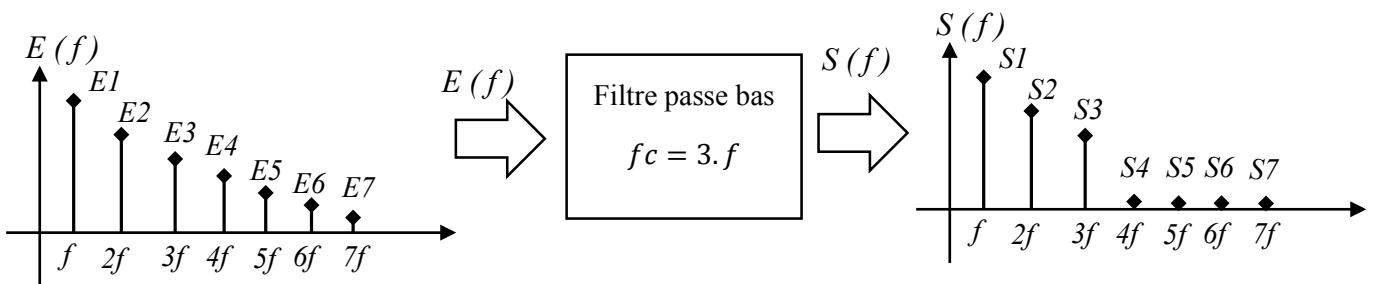 E (f)
E1
E2
E3
E4
E5
E6
E7
f 2f 3f 4f 5f 6f 7f
E (f)
Filtre passe bas
fc = 3. f
S (f)
S (f)
S1
S2
S3
S4 S5 S6 S7
f 2f 3f 4f 5f 6f 7f